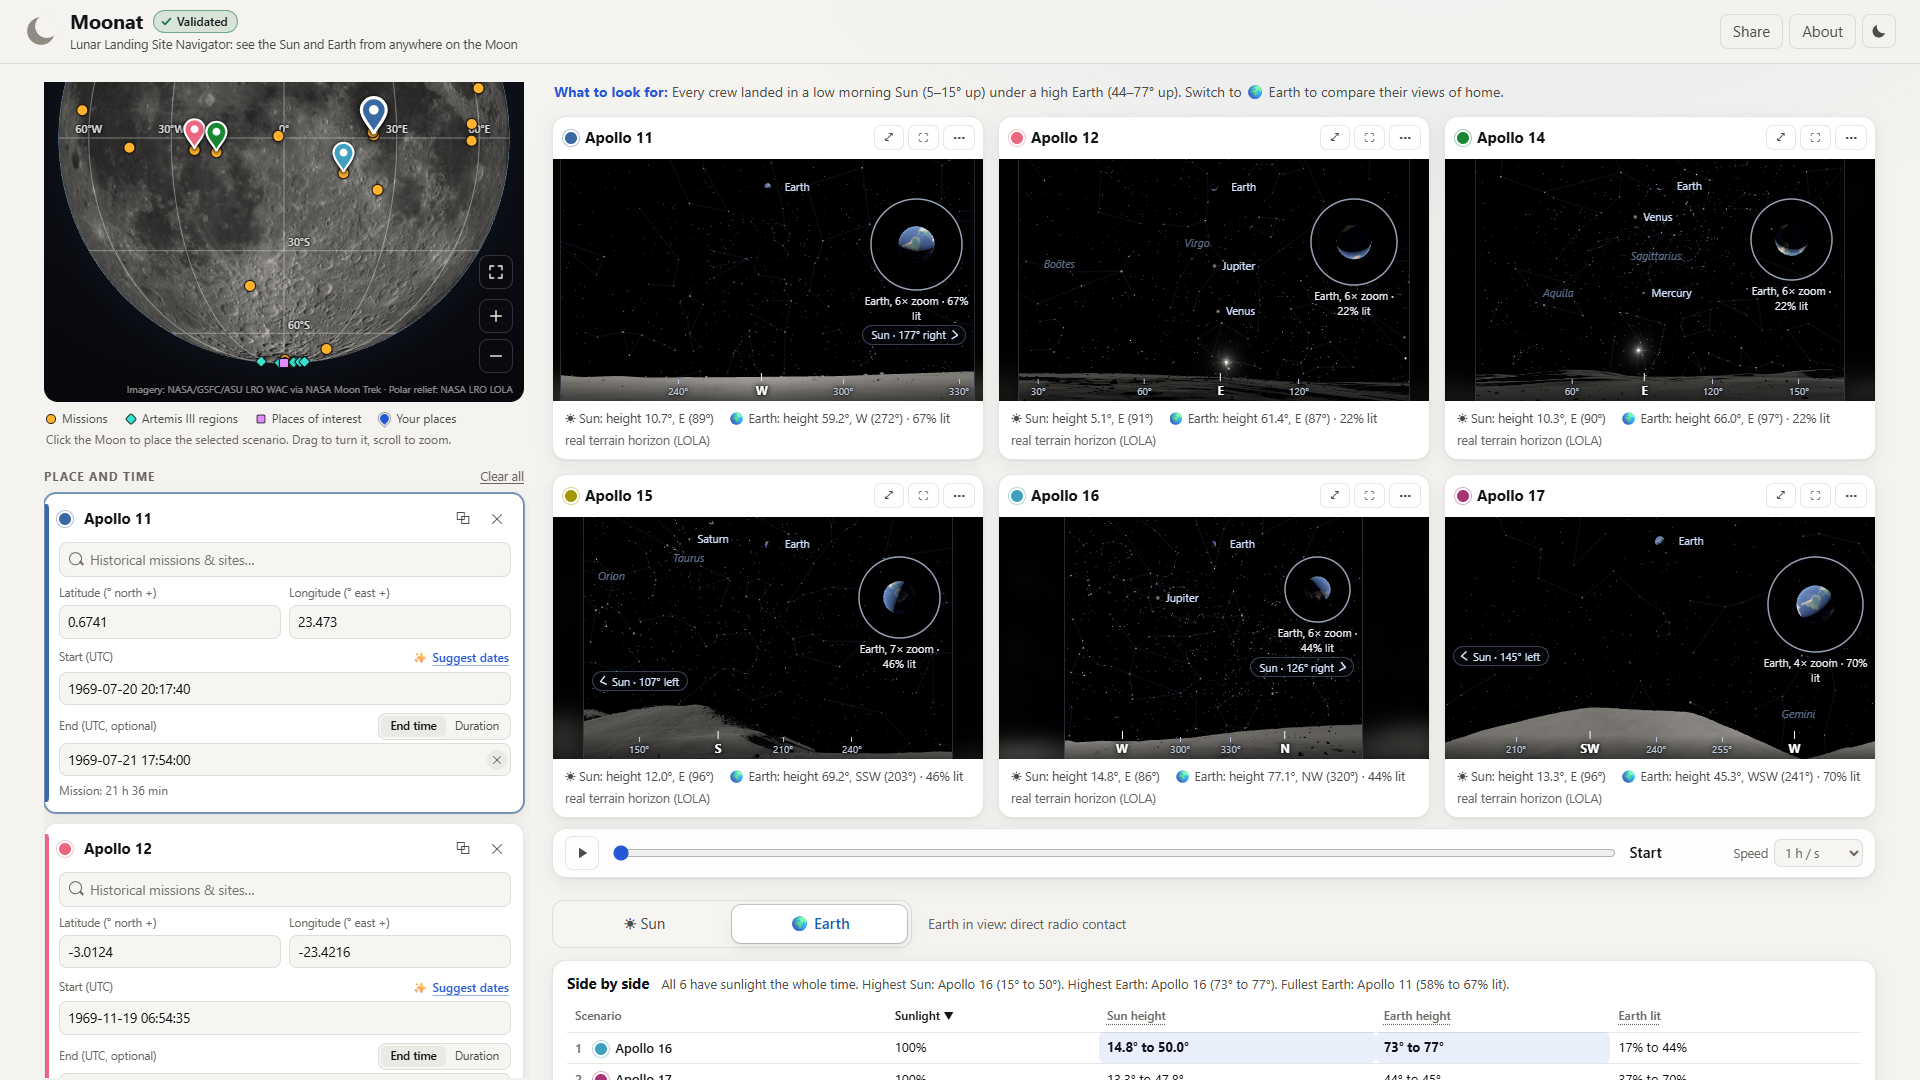 Moonat
Validated
Lunar Landing Site Navigator: see the Sun and Earth from anywhere on the Moon
Share
About
60°W
30°W
0°
30°E
30°S
60°S
Imagery: NASA/GSFC/ASU LRO WAC via NASA Moon Trek · Polar relief: NASA LRO LOLA
Missions
Artemis III regions
Places of interest
Your places
Click the Moon to place the selected scenario. Drag to turn it, scroll to zoom.
PLACE AND TIME
Clear all
Apollo 11
Historical missions & sites...
Latitude (° north +)
Longitude (° east +)
0.6741
23.473
Start (UTC)
Suggest dates
1969-07-20 20:17:40
End (UTC, optional)
End time
Duration
1969-07-21 17:54:00
Mission: 21 h 36 min
Apollo 12
Historical missions & sites...
Latitude (° north +)
Longitude (° east +)
-3.0124
-23.4216
Start (UTC)
Suggest dates
1969-11-19 06:54:35
End (UTC, optional)
End time
Duration
What to look for: Every crew landed in a low morning Sun (5–15° up) under a high Earth (44–77° up). Switch to Earth to compare their views of home.
Apollo 11
Earth
Earth, 6× zoom · 67%
lit
Sun · 177° right
240°
W
300°
330°
Sun: height 10.7°, E (89°)
Earth: height 59.2°, W (272°) · 67% lit
real terrain horizon (LOLA)
Apollo 12
Earth
Virgo
Boötes
Jupiter
Venus
Earth, 6× zoom ·
22% lit
30°
60°
E
120°
Sun: height 5.1°, E (91°)
Earth: height 61.4°, E (87°) · 22% lit
real terrain horizon (LOLA)
Apollo 14
Earth
Venus
Sagittarius
Aquila
Mercury
Earth, 6× zoom ·
22% lit
60°
E
120°
150°
Sun: height 10.3°, E (90°)
Earth: height 66.0°, E (97°) · 22% lit
real terrain horizon (LOLA)
Apollo 15
Saturn
Earth
Taurus
Orion
Earth, 7× zoom ·
46% lit
Sun · 107° left
150°
S
210°
240°
Sun: height 12.0°, E (96°)
Earth: height 69.2°, SSW (203°) · 46% lit
real terrain horizon (LOLA)
Apollo 16
Earth
Jupiter
Earth, 6× zoom ·
44% lit
Sun · 126° right
W
300°
330°
N
Sun: height 14.8°, E (86°)
Earth: height 77.1°, NW (320°) · 44% lit
real terrain horizon (LOLA)
Apollo 17
Earth
Sun · 145° left
Earth, 4× zoom · 70%
lit
Gemini
210°
SW
240°
255°
W
Sun: height 13.3°, E (96°)
Earth: height 45.3°, WSW (241°) · 70% lit
real terrain horizon (LOLA)
Start
Speed
1 h / s
Sun
Earth
Earth in view: direct radio contact
Side by side All 6 have sunlight the whole time. Highest Sun: Apollo 16 (15° to 50°). Highest Earth: Apollo 16 (73° to 77°). Fullest Earth: Apollo 11 (58% to 67% lit).
Scenario
Sunlight ▼
Sun height
Earth height
Earth lit
1
Apollo 16
100%
14.8° to 50.0°
73° to 77°
17% to 44%
2
Apollo 17
100%
13.3° to 47.8°
44° to 45°
37% to 70%